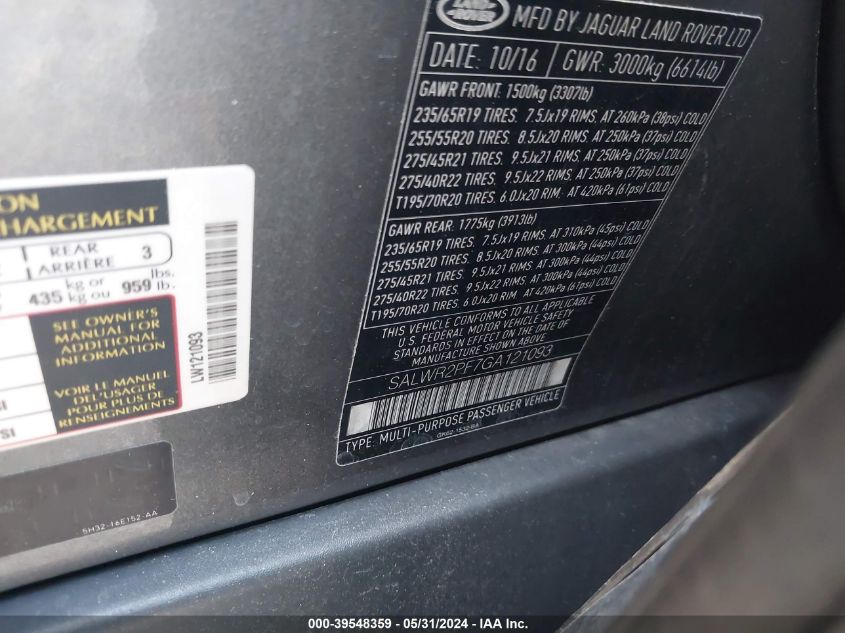 LAND ROVER
MFD BY JAGUAR LAND ROVER LTD
DATE: 10/16 GWR: 3000kg (6614lb)
GAWR FRONT: 1500kg (3307lb)
235/65R19 TIRES. 7.5Jx19 RIMS. AT 260kPa (38psi) COLD
255/55R20 TIRES. 8.5Jx20 RIMS. AT 250kPa (37psi) COLD
275/45R21 TIRES. 9.5Jx21 RIMS. AT 250kPa (37psi) COLD
275/40R22 TIRES. 9.5Jx22 RIMS. AT 250kPa (37psi) COLD
T195/70R20 TIRES. 6.0Jx20 RIM. AT 420kPa (61psi) COLD
GAWR REAR: 1775kg (3913lb)
235/65R19 TIRES. 7.5Jx19 RIMS. AT 310kPa (45psi) COLD
255/55R20 TIRES. 8.5Jx20 RIMS. AT 300kPa (44psi) COLD
275/45R21 TIRES. 9.5Jx21 RIMS. AT 300kPa (44psi) COLD
275/40R22 TIRES. 9.5Jx22 RIMS. AT 300kPa (44psi) COLD
T195/70R20 TIRES. 6.0Jx20 RIM. AT 420kPa (61psi) COLD
THIS VEHICLE CONFORMS TO ALL APPLICABLE
U.S. FEDERAL MOTOR VEHICLE SAFETY
STANDARDS IN EFFECT ON THE DATE OF
MANUFACTURE SHOWN ABOVE
SALWR2PF7GA121093
TYPE: MULTI-PURPOSE PASSENGER VEHICLE
ON
CHARGEMENT
REAR 3
ARRIÈRE
435 kg or 959 lbs.
kg ou lb.
SEE OWNER'S
MANUAL FOR
ADDITIONAL
INFORMATION
VOIR LE MANUEL
DEL'USAGER
POUR PLUS DE
RENSEIGNEMENTS
SI
LW121093
5H32-16E152-AA
000-39548359 - 05/31/2024 - IAA Inc.